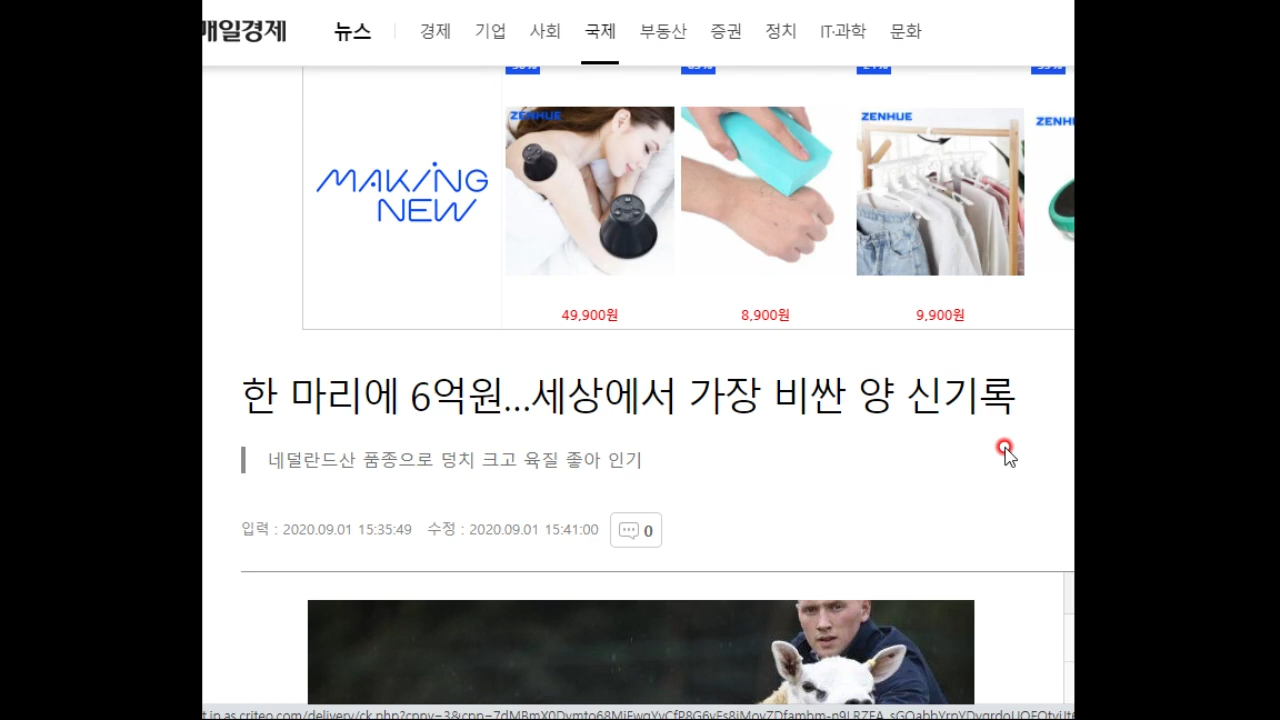 매일경제
뉴스 경제 기업 사회 국제 부동산 증권 정치 IT·과학 문화
MAKING
NEW
ZENHUE
ZENHUE
49,900원
8,900원
9,900원
한 마리에 6억원...세상에서 가장 비싼 양 신기록
네덜란드산 품종으로 덩치 크고 육질 좋아 인기
입력 : 2020.09.01 15:35:49 수정 : 2020.09.01 15:41:00 0